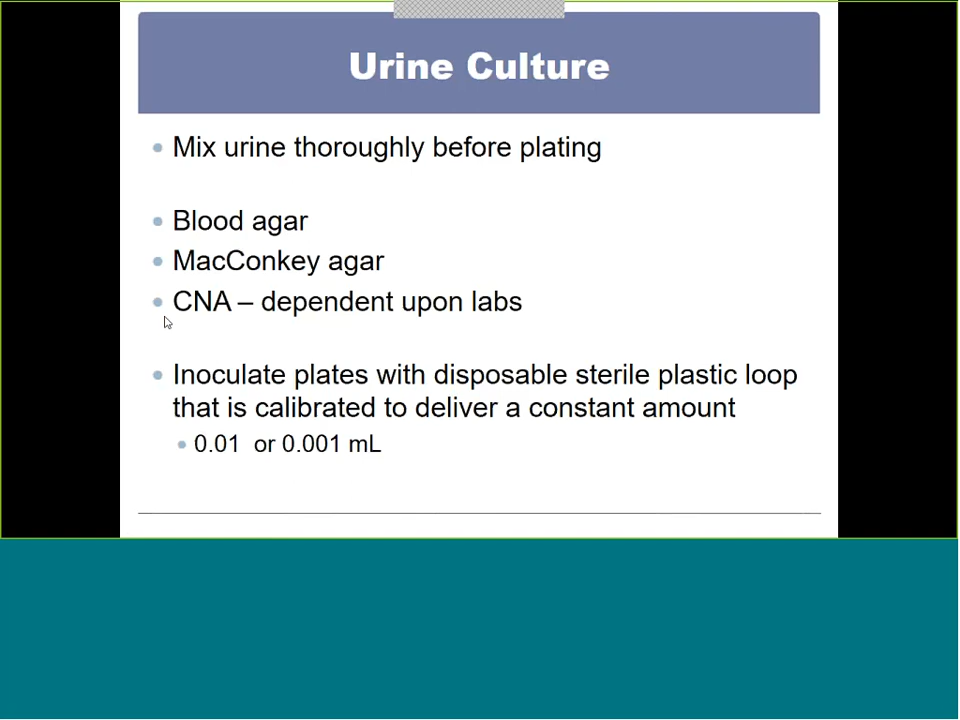 Urine Culture
Mix urine thoroughly before plating
Blood agar
MacConkey agar
CNA – dependent upon labs
Inoculate plates with disposable sterile plastic loop
that is calibrated to deliver a constant amount
0.01 or 0.001 mL